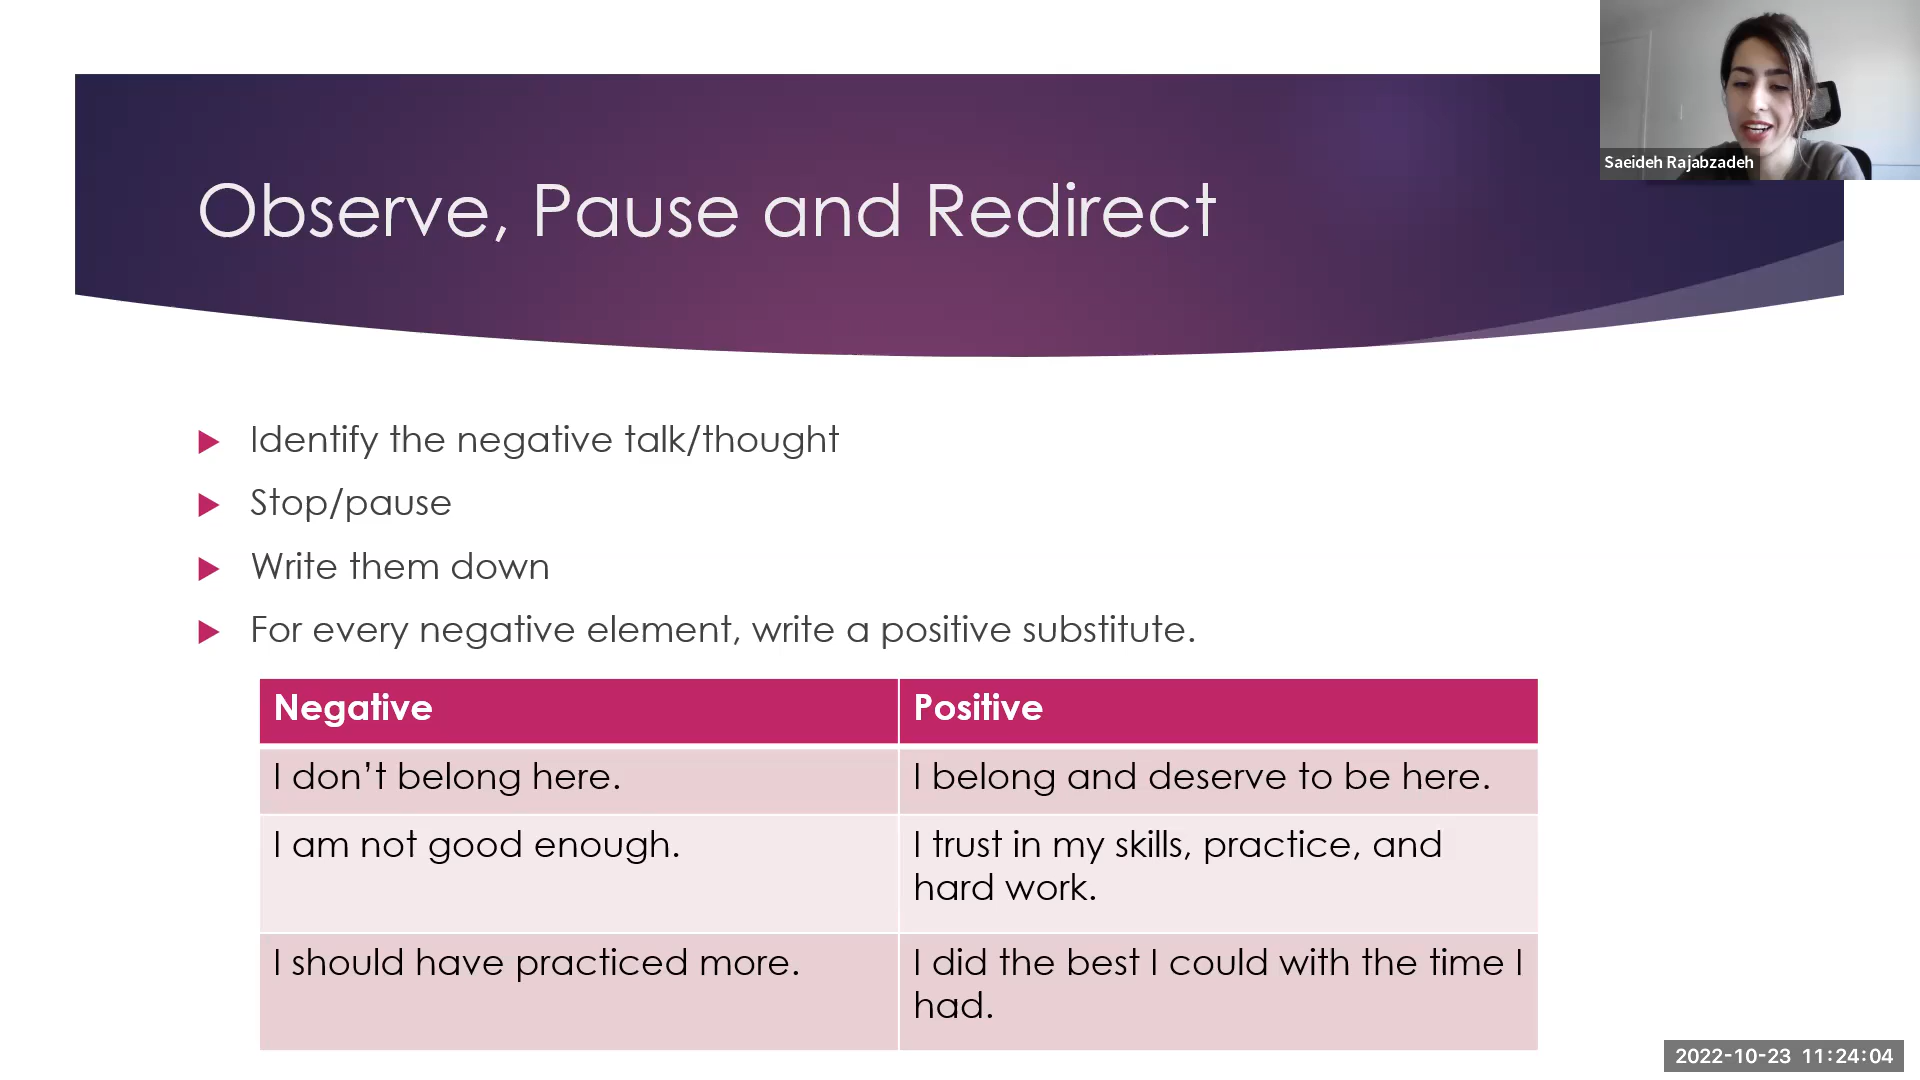 Saeideh Rajabzadeh
Observe, Pause and Redirect
Identify the negative talk/thought
Stop/pause
Write them down
For every negative element, write a positive substitute.
Negative
Positive
I don’t belong here.
I belong and deserve to be here.
I am not good enough.
I trust in my skills, practice, and
hard work.
I should have practiced more.
I did the best I could with the time I
had.
2022-10-23 11:24:04